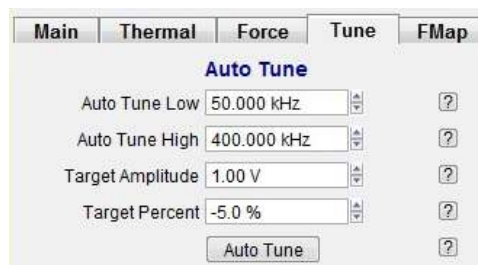 Main Thermal Force Tune FMap
Auto Tune
Auto Tune Low 50.000 kHz ?
Auto Tune High 400.000 kHz ?
Target Amplitude 1.00 V ?
Target Percent -5.0 % ?
Auto Tune ?